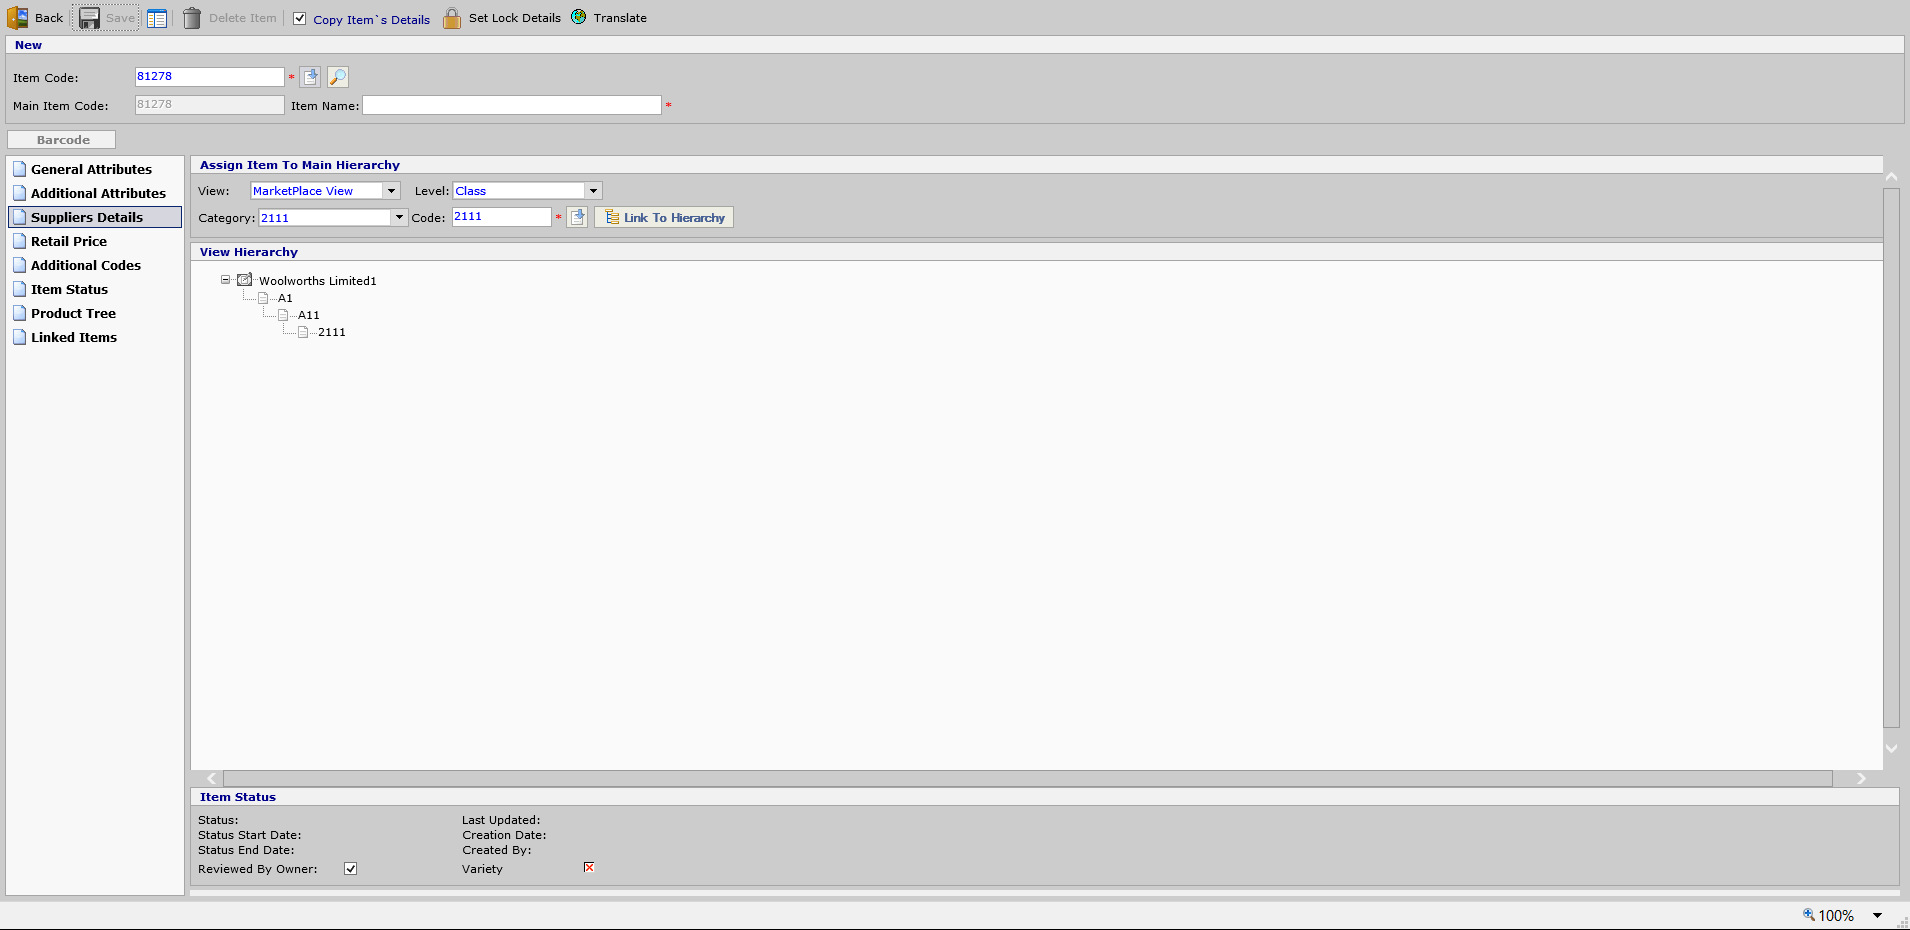 Back Save Delete Item Copy Item`s Details Set Lock Details Translate
New
Item Code: 81278 *
Main Item Code: 81278 Item Name: *
Barcode
General Attributes
Additional Attributes
Suppliers Details
Retail Price
Additional Codes
Item Status
Product Tree
Linked Items
Assign Item To Main Hierarchy
View: MarketPlace View Level: Class
Category: 2111 Code: 2111 * Link To Hierarchy
View Hierarchy
Woolworths Limited1
A1
A11
2111
Item Status
Status: Last Updated:
Status Start Date: Creation Date:
Status End Date: Created By:
Reviewed By Owner: Variety
100%